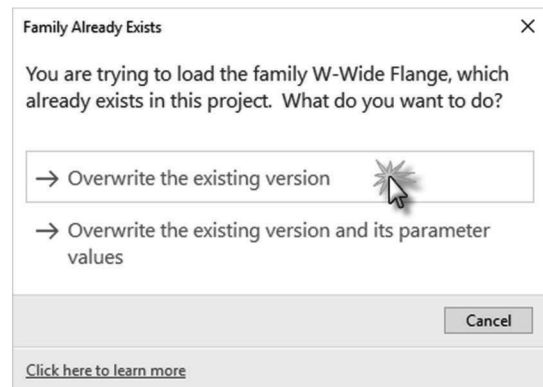 Family Already Exists
You are trying to load the family W-Wide Flange, which
already exists in this project. What do you want to do?
→ Overwrite the existing version
→ Overwrite the existing version and its parameter
values
Cancel
Click here to learn more